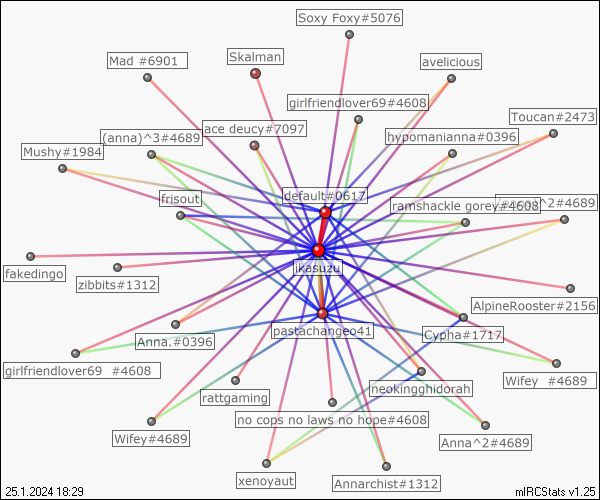 Soxy Foxy#5076
Skalman
Mad #6901
avelicious
girlfriendlover69#4608
Toucan#2473
ace deucy#7097
(anna)^3#4689
hypomanianna#0396
Mushy#1984
default#0617
frisout
ramshackle gorey#4608
^2#4689
jkasuzu
fakedingo
zibbits#1312
AlpineRooster#2156
pastachangeo41
Cypha#1717
Anna.#0396
girlfriendlover69 #4608
Wifey #4689
rattgaming
neokingghidorah
no cops no laws no hope#4608
Wifey#4689
Anna^2#4689
xenoyaut
Annarchist#1312
25.1.2024 18:29
mIRCStats v1.25